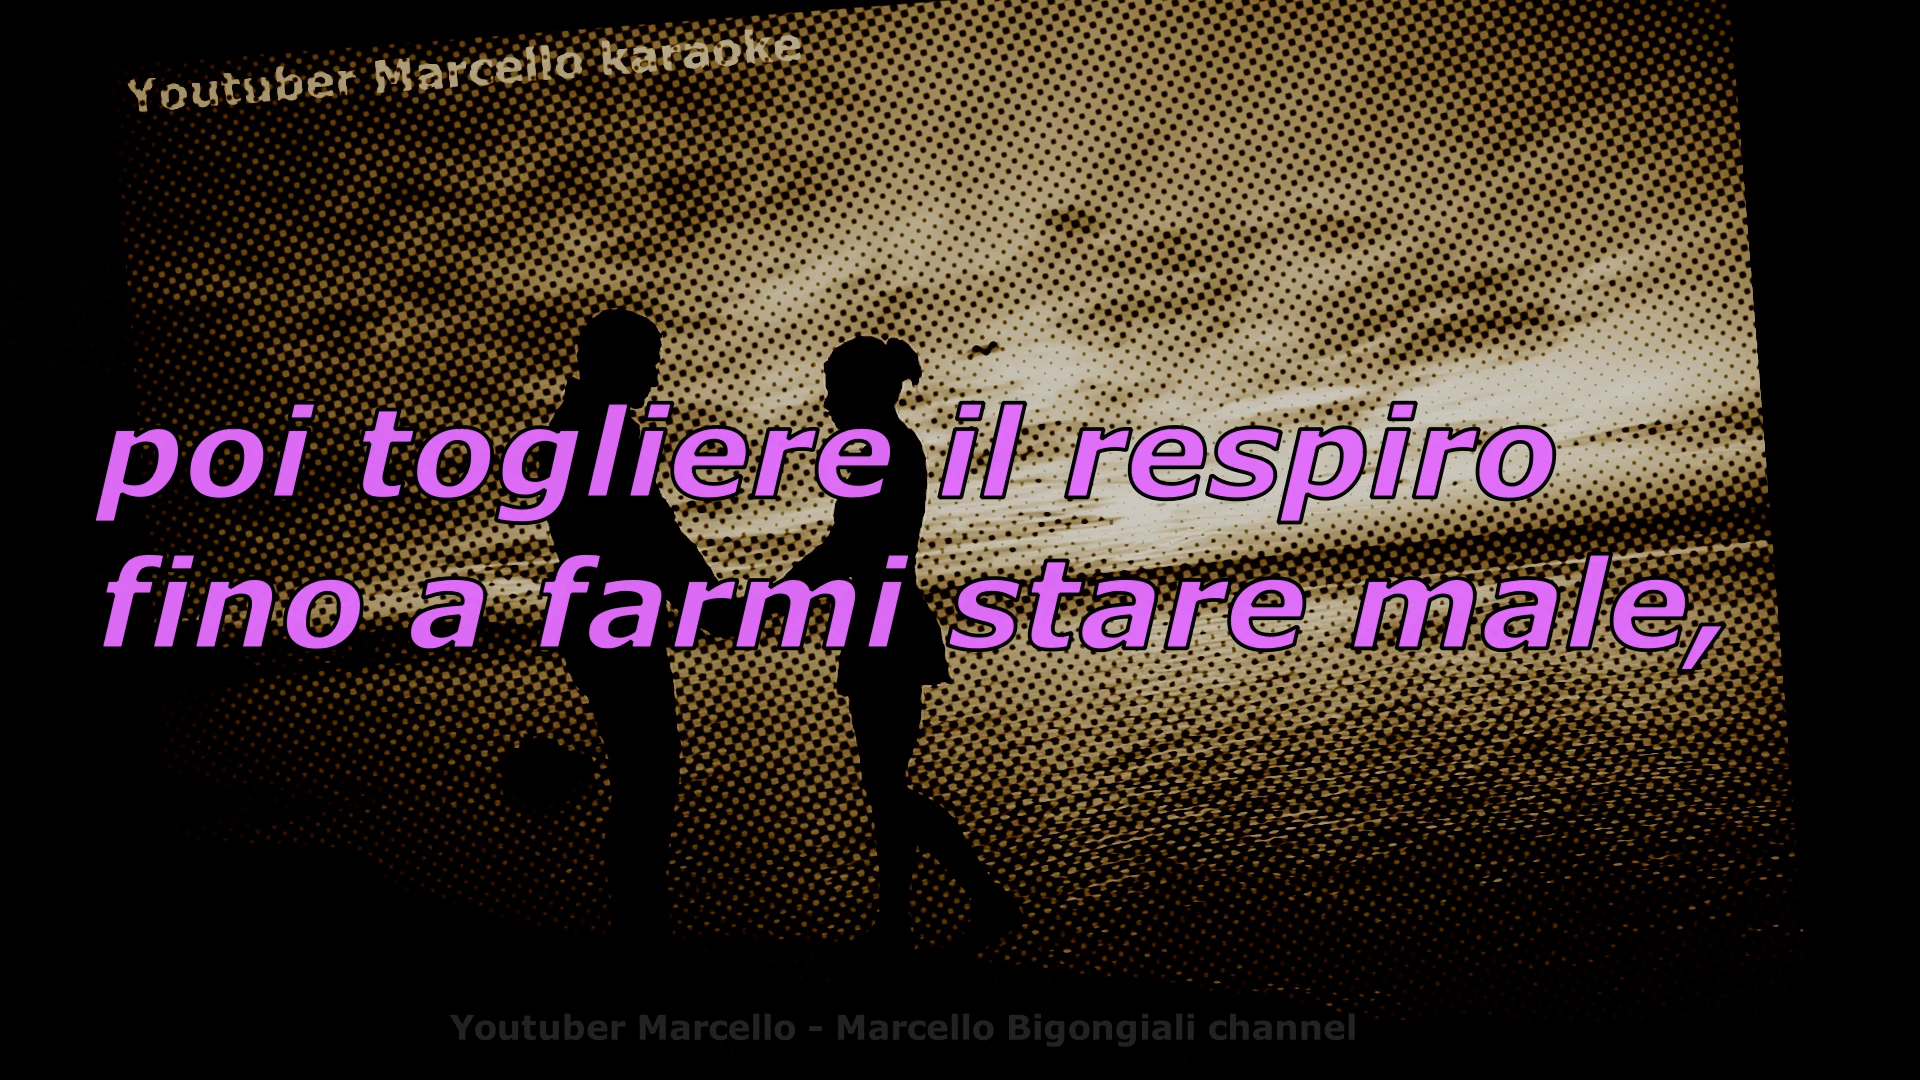 Youtuber Marcello karaoke
poi togliere il respiro
fino a farmi stare male,
Youtuber Marcello - Marcello Bigongiali channel